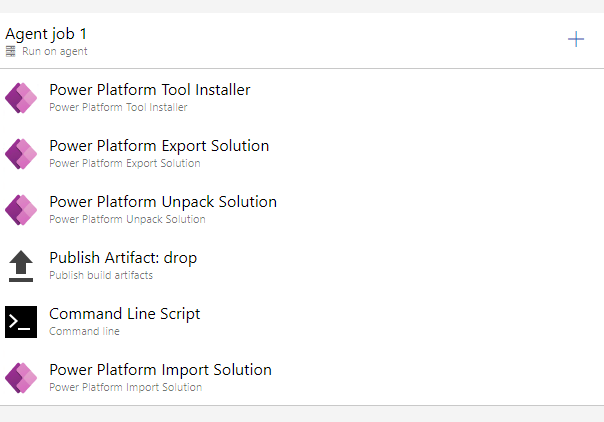 Agent job 1
Run on agent
Power Platform Tool Installer
Power Platform Tool Installer
Power Platform Export Solution
Power Platform Export Solution
Power Platform Unpack Solution
Power Platform Unpack Solution
Publish Artifact: drop
Publish build artifacts
Command Line Script
Command line
Power Platform Import Solution
Power Platform Import Solution